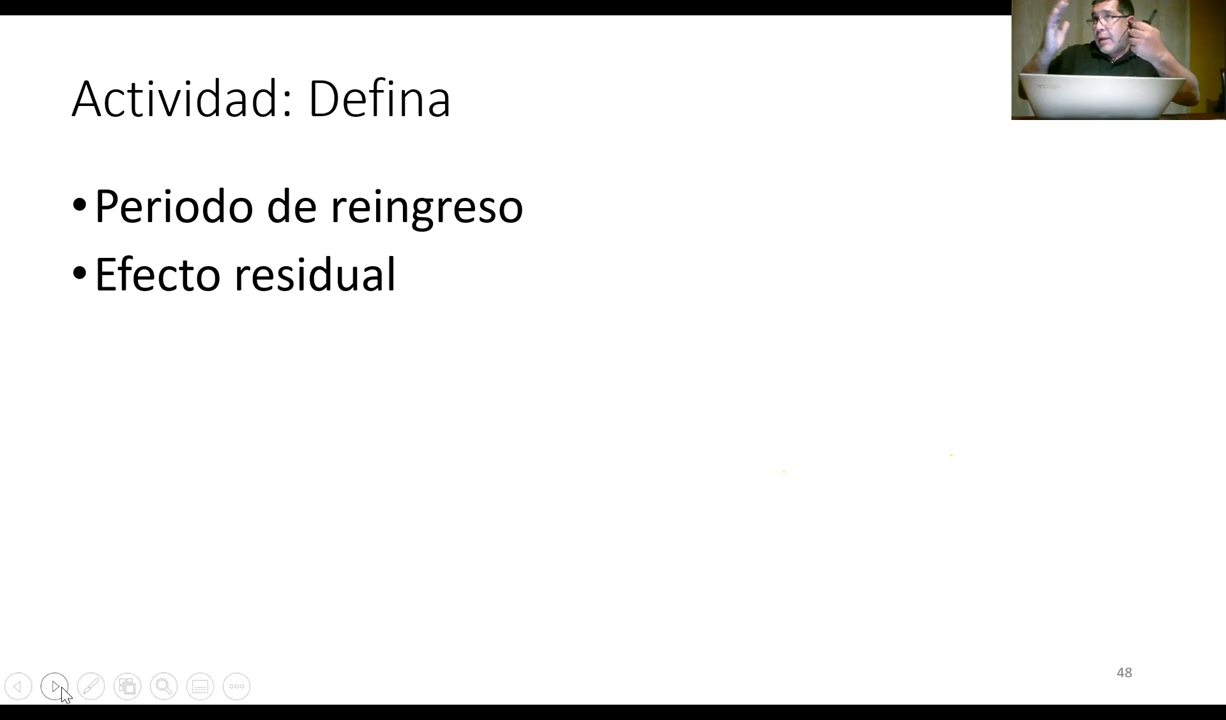 Actividad: Defina
•Periodo de reingreso
•Efecto residual
48